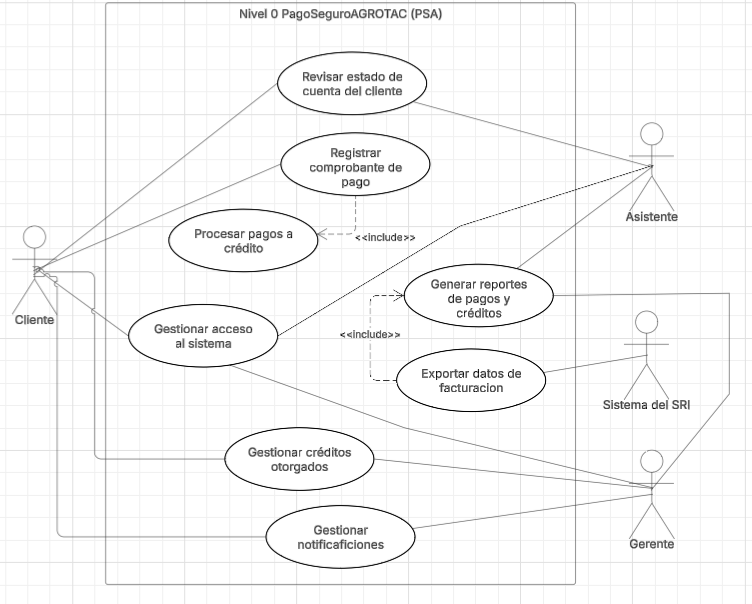 Nivel 0 PagoSeguroAGROTAC (PSA)
Revisar estado de
cuenta del cliente
Registrar
comprobante de
pago
Asistente
Procesar pagos a
crédito
<<include>>
Generar reportes
de pagos y
créditos
Cliente
Gestionar acceso
al sistema
<<include>>
Exportar datos de
facturacion
Sistema del SRI
Gestionar créditos
otorgados
Gestionar
notificaficiones
Gerente